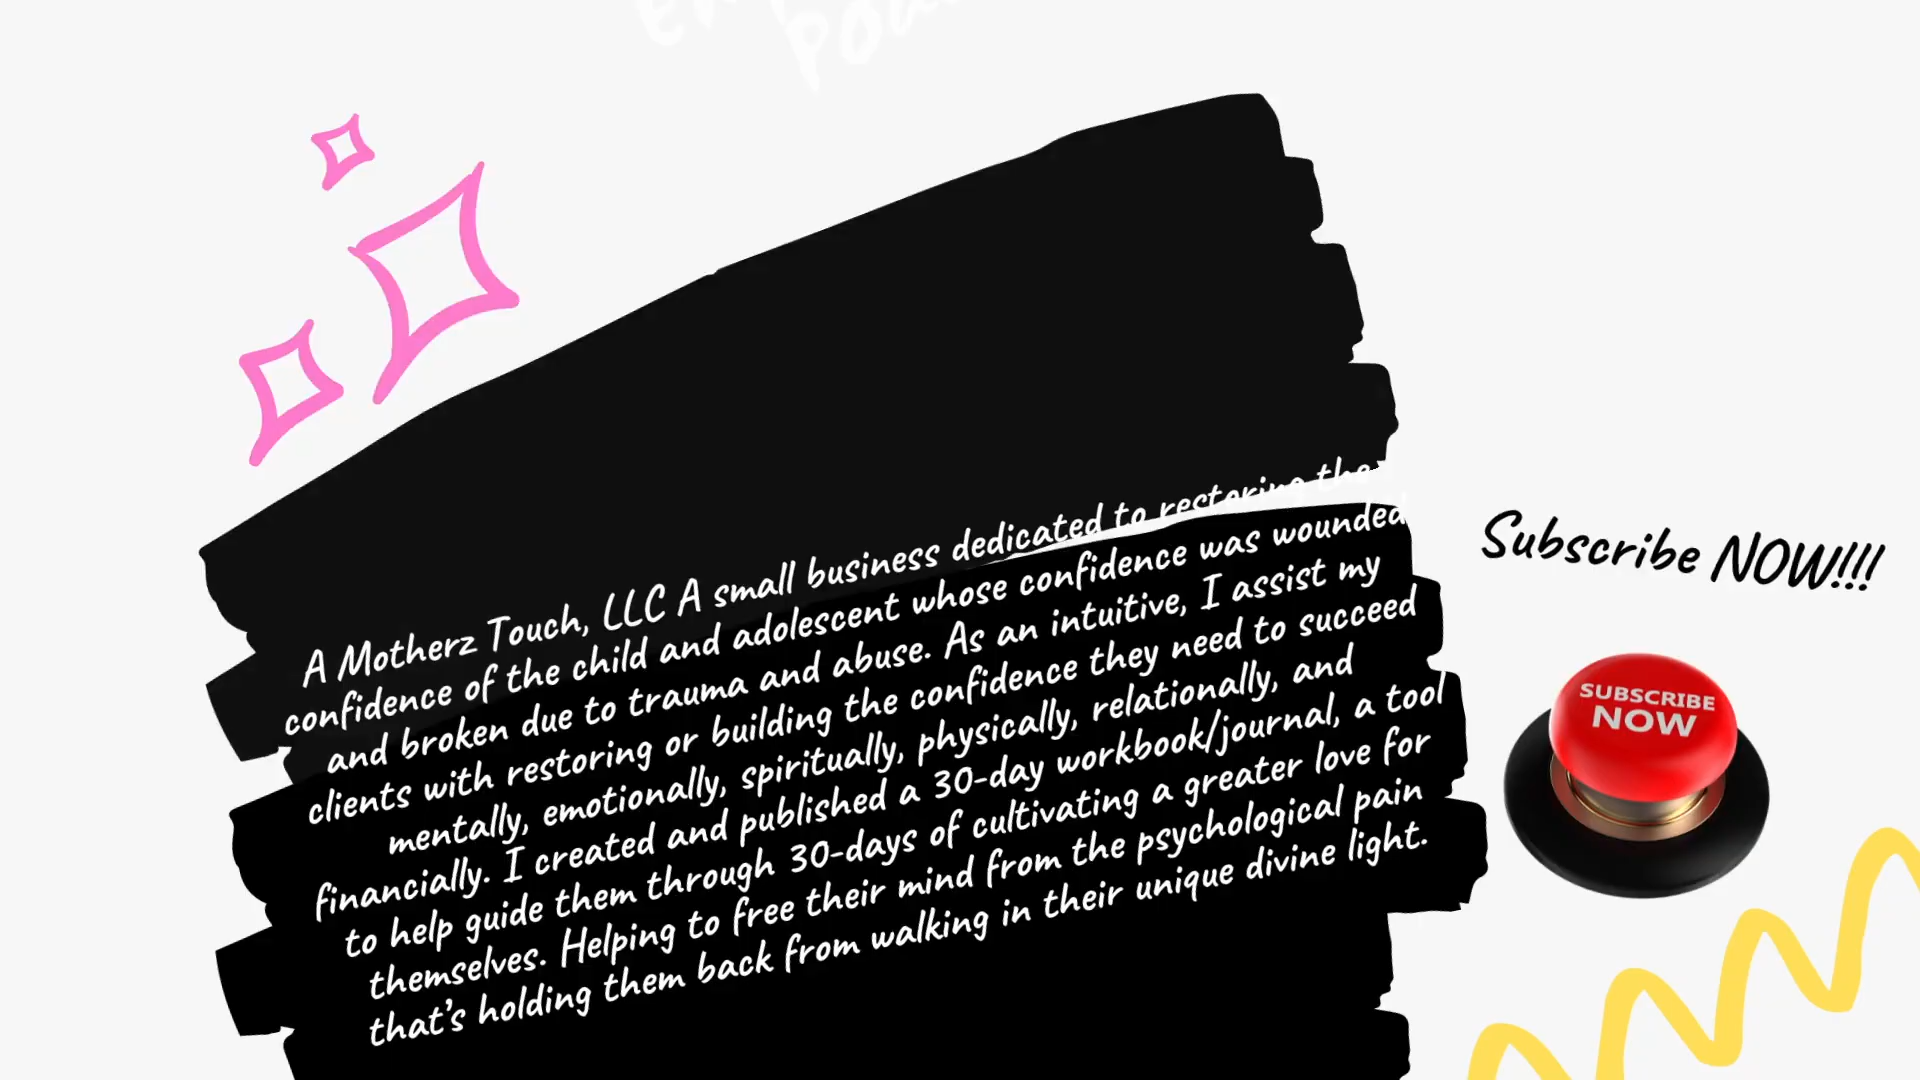 A Motherz Touch, LLC A small business dedicated to restoring the
confidence of the child and adolescent whose confidence was wounded
and broken due to trauma and abuse. As an intuitive, I assist my
clients with restoring or building the confidence they need to succeed
mentally, emotionally, spiritually, physically, relationally, and
financially. I created and published a 30-day workbook/journal, a tool
to help guide them through 30-days of cultivating a greater love for
themselves. Helping to free their mind from the psychological pain
that's holding them back from walking in their unique divine light.
Subscribe NOW!!!
SUBSCRIBE
NOW